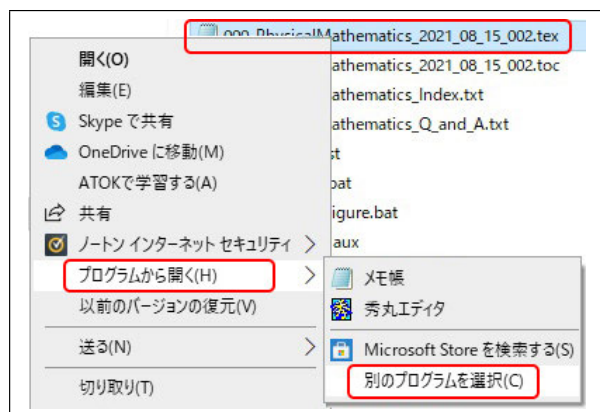 000_PhysicalMathematics_2021_08_15_002.tex
開く(O)
athematics_2021_08_15_002.toc
編集(E)
athematics_Index.txt
Skype で共有
athematics_Q_and_A.txt
OneDrive に移動(M)
st
ATOKで学習する(A)
bat
共有
igure.bat
ノートン インターネット セキュリティ
aux
プログラムから開く(H)
メモ帳
以前のバージョンの復元(V)
秀丸エディタ
送る(N)
Microsoft Store を検索する(S)
切り取り(T)
別のプログラムを選択(C)